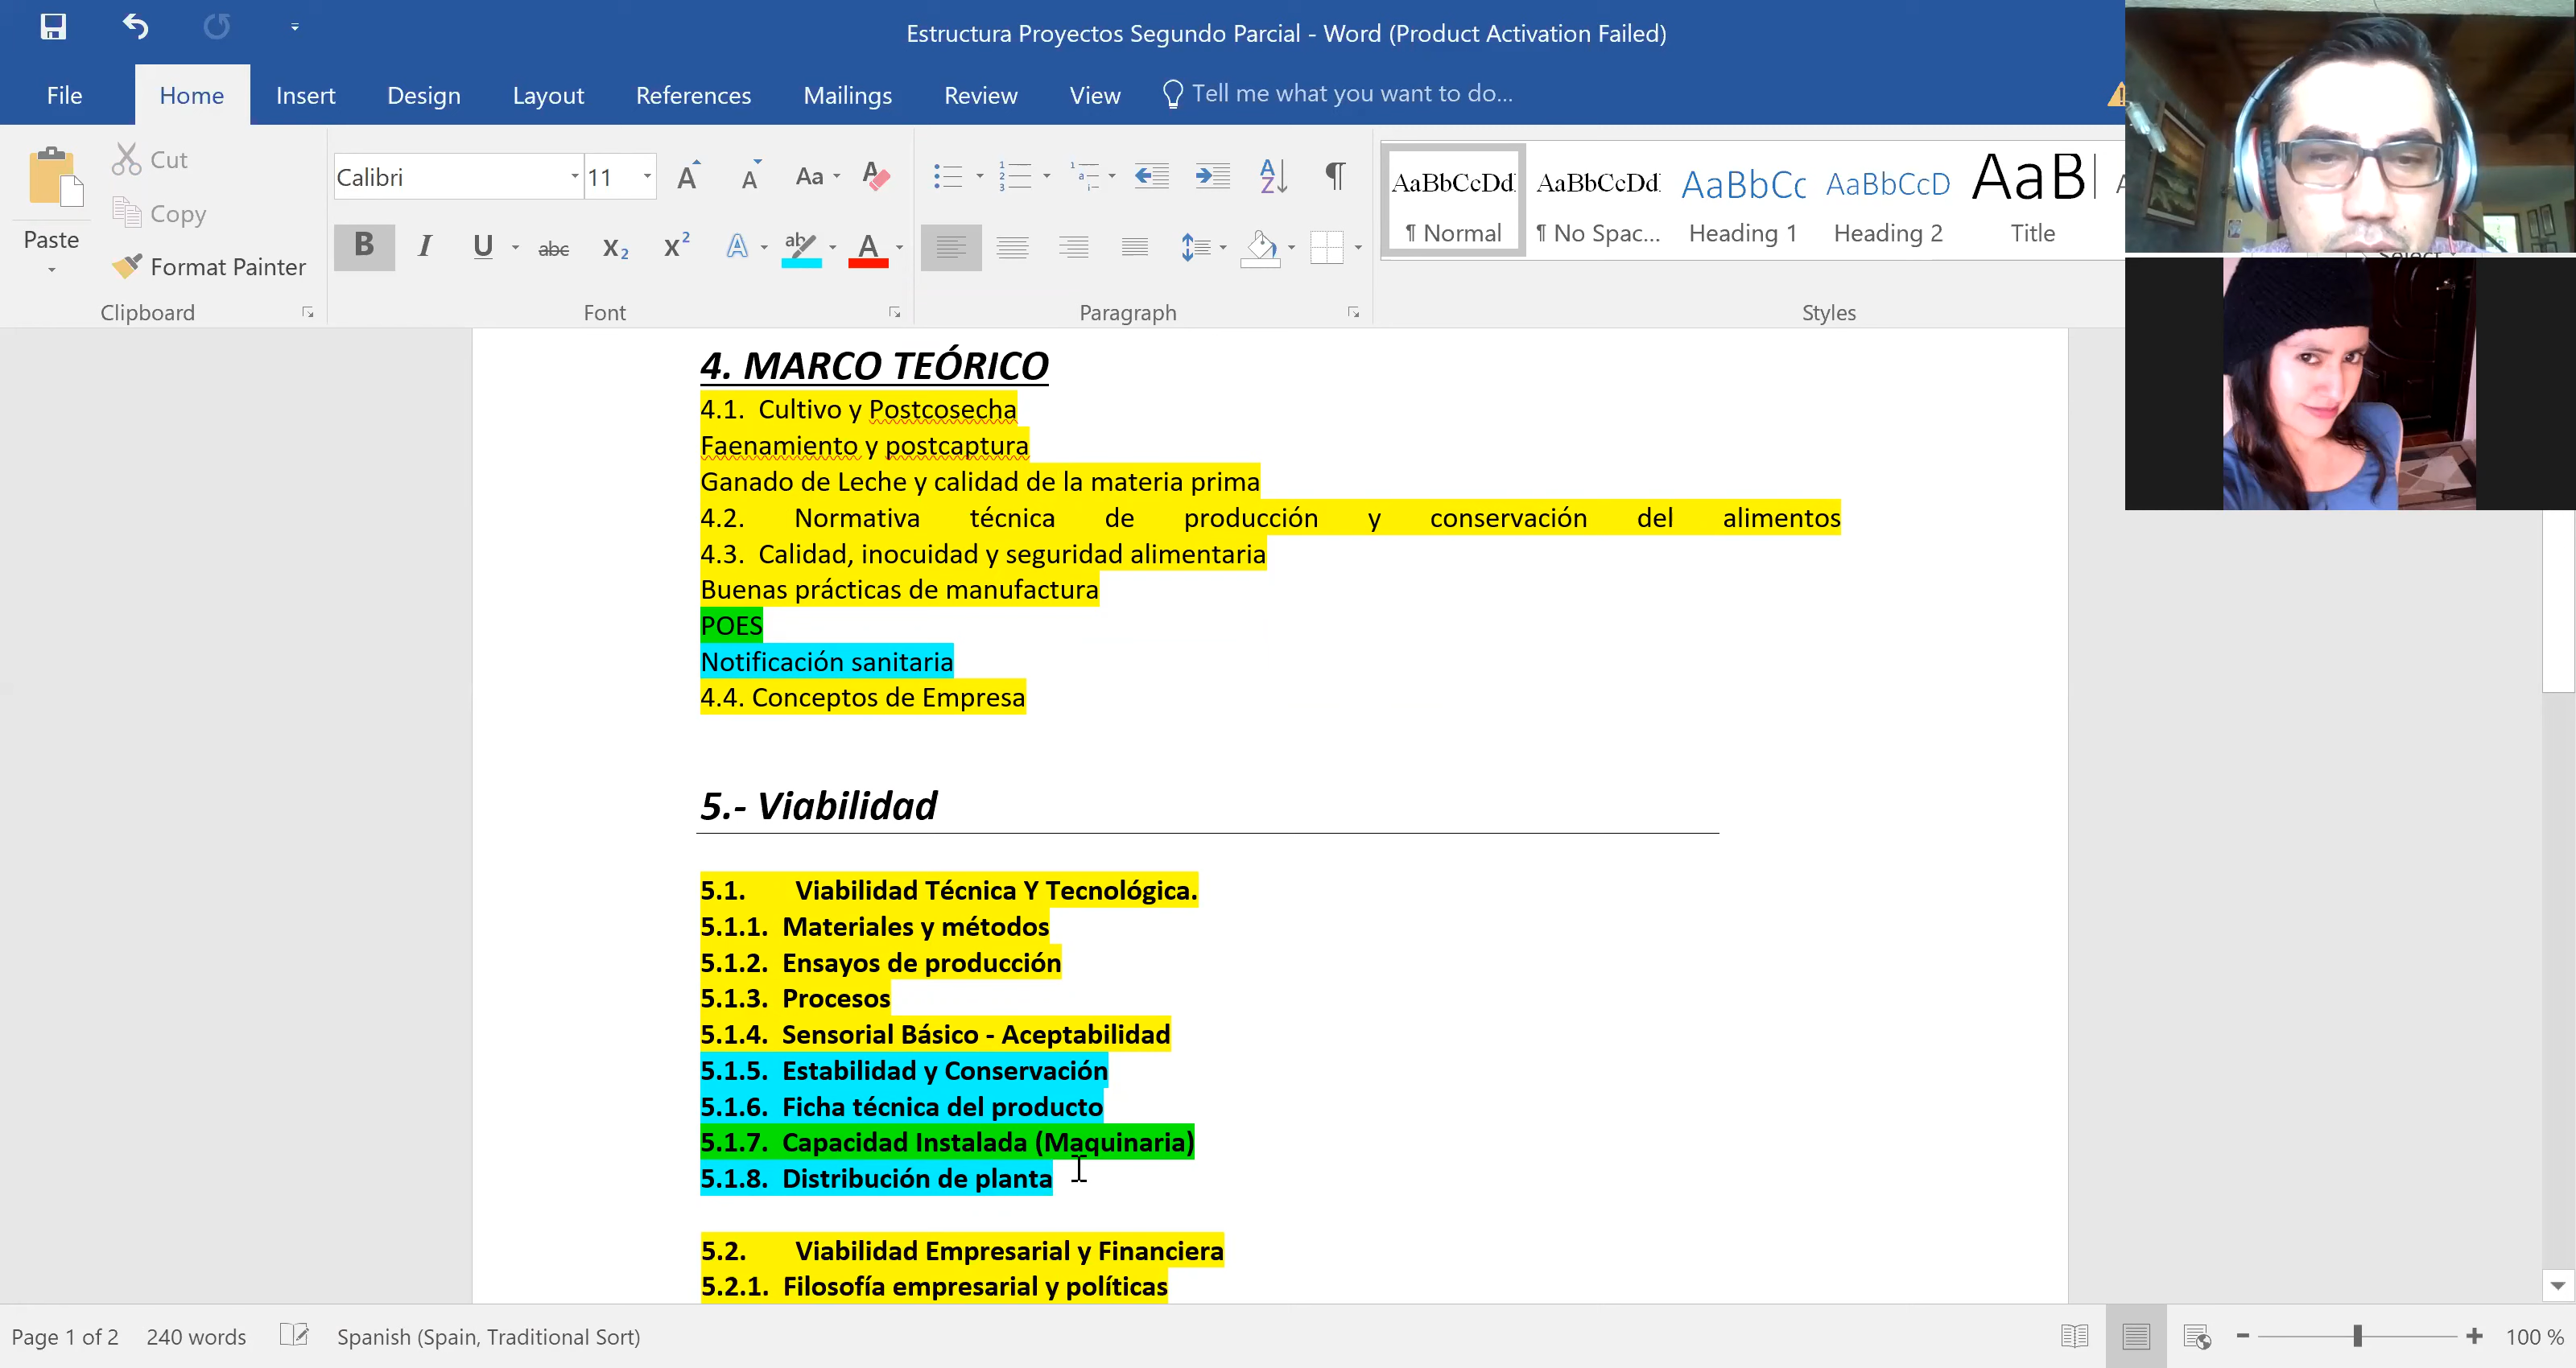 Estructura Proyectos Segundo Parcial - Word (Product Activation Failed)
File Home Insert Design Layout References Mailings Review View Tell me what you want to do...
Paste
Cut
Copy
Format Painter
Clipboard
Calibri 11
Font
Paragraph
AaBbCcDd AaBbCcDd AaBbCc AaBbCcD AaB
¶ Normal ¶ No Spac... Heading 1 Heading 2 Title
Styles
4. MARCO TEÓRICO
4.1. Cultivo y Postcosecha
Faenamiento y postcaptura
Ganado de Leche y calidad de la materia prima
4.2. Normativa técnica de producción y conservación del alimentos
4.3. Calidad, inocuidad y seguridad alimentaria
Buenas prácticas de manufactura
POES
Notificación sanitaria
4.4. Conceptos de Empresa
5.- Viabilidad
5.1. Viabilidad Técnica Y Tecnológica.
5.1.1. Materiales y métodos
5.1.2. Ensayos de producción
5.1.3. Procesos
5.1.4. Sensorial Básico - Aceptabilidad
5.1.5. Estabilidad y Conservación
5.1.6. Ficha técnica del producto
5.1.7. Capacidad Instalada (Maquinaria)
5.1.8. Distribución de planta
5.2. Viabilidad Empresarial y Financiera
5.2.1. Filosofía empresarial y políticas
Page 1 of 2 240 words Spanish (Spain, Traditional Sort) 100 %